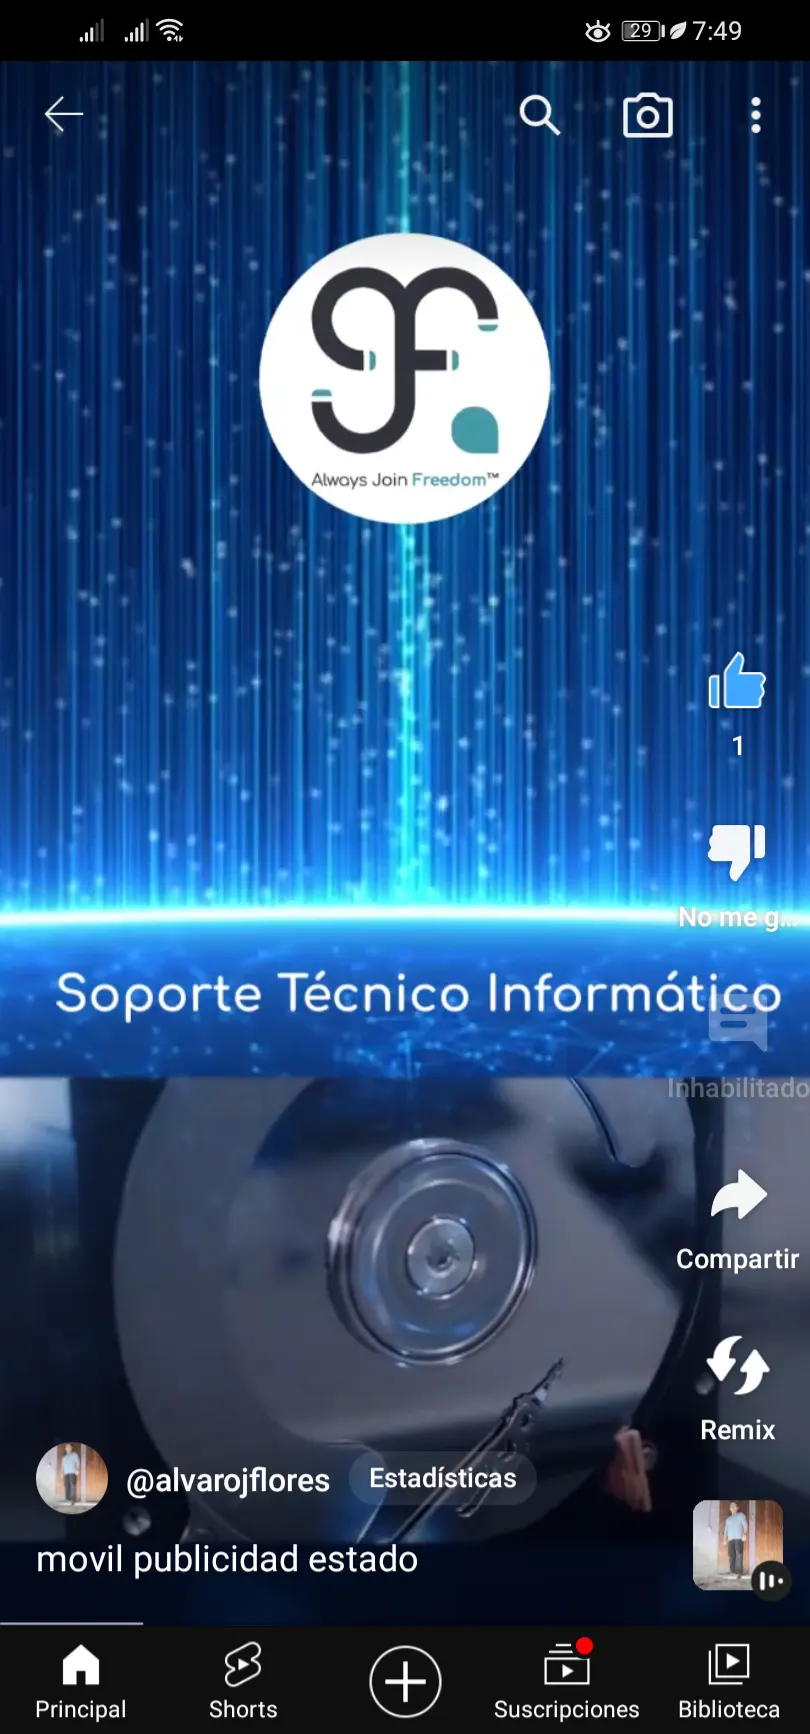 29 7:49
Always Join Freedom™
1
No me g...
Soporte Técnico Informático
Inhabilitado
Compartir
Remix
@alvarojflores Estadísticas
movil publicidad estado
Principal Shorts Suscripciones Biblioteca